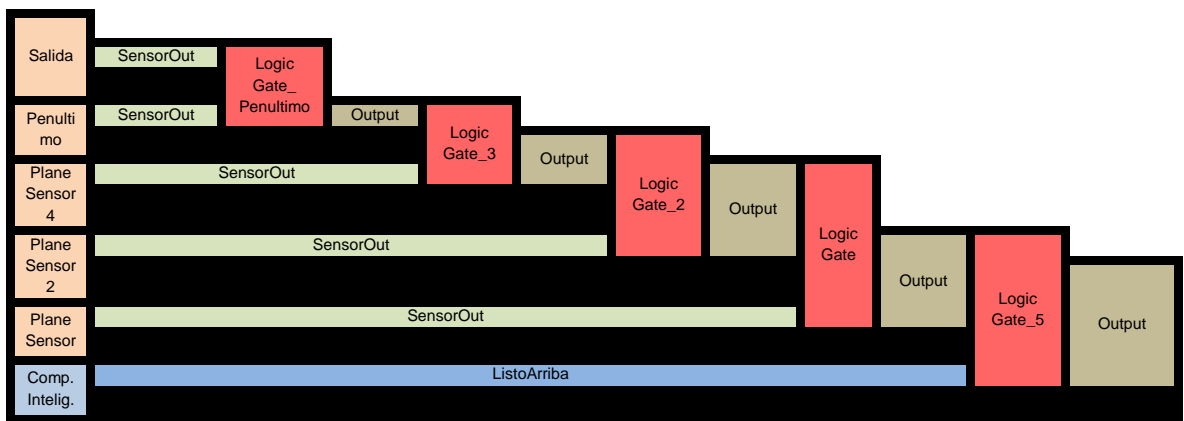 Salida
SensorOut
Logic
Gate_
Penultimo
Penulti
mo
SensorOut
Output
Logic
Gate_3
Output
Logic
Gate_2
Plane
Sensor
4
SensorOut
Output
Logic
Gate
Plane
Sensor
2
SensorOut
Output
Logic
Gate_5
Output
Plane
Sensor
SensorOut
Comp.
Intelig.
ListoArriba